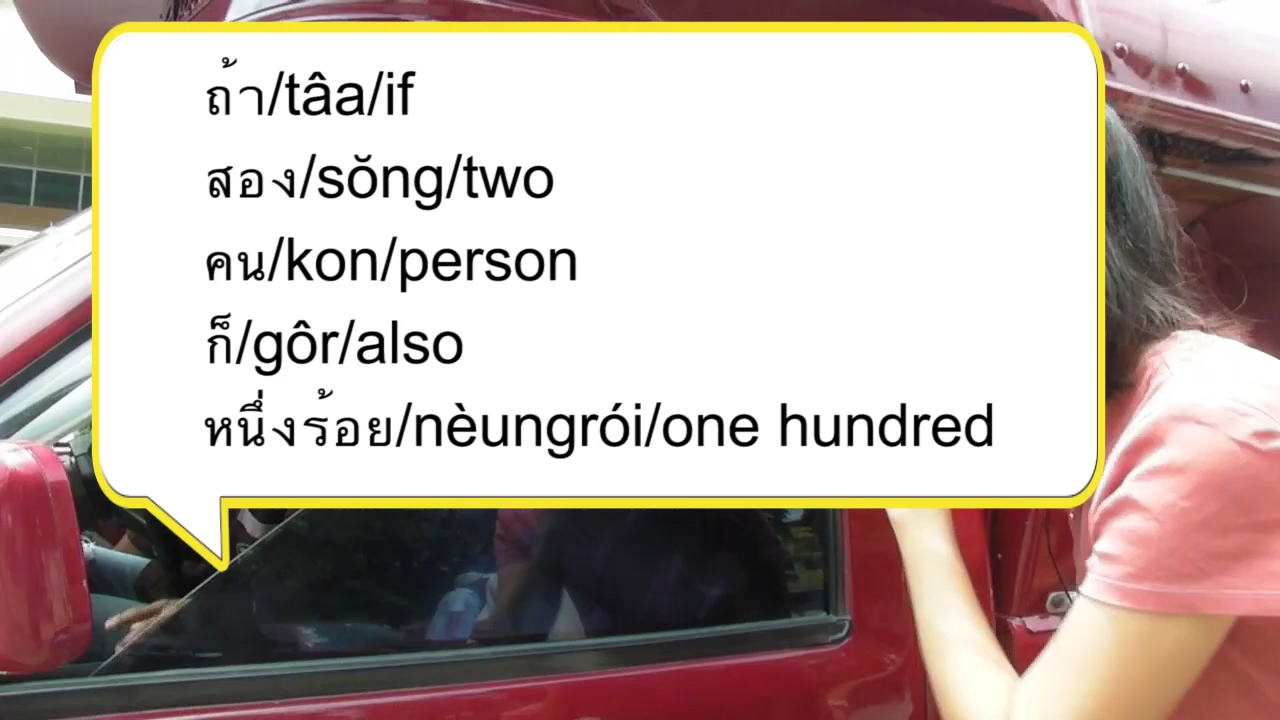 ถ้า/tâa/if
สอง/sŏng/two
คน/kon/person
ก็/gôr/also
หนึ่งร้อย/nèungrói/one hundred